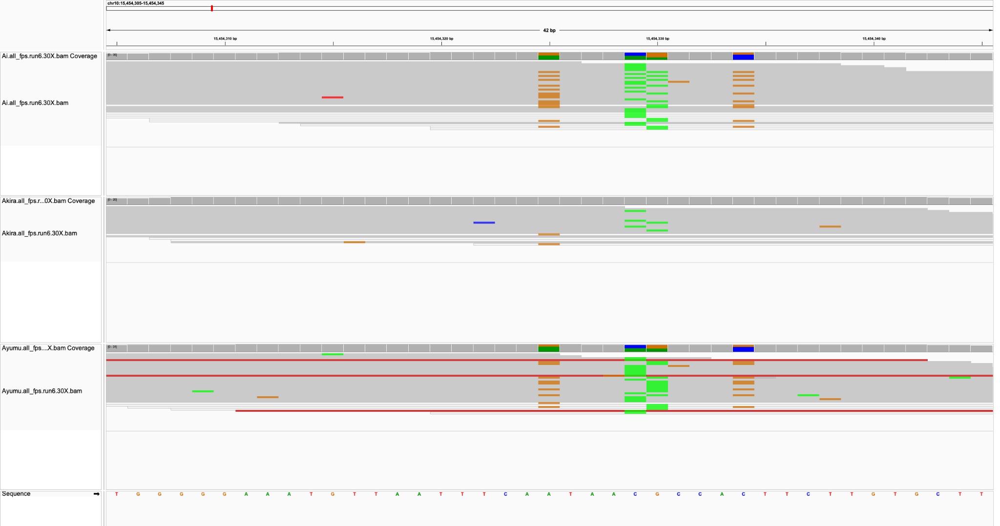 chr10:15,454,305-15,454,345
42 bp
15,454,310 bp 15,454,320 bp 15,454,330 bp 15,454,340 bp
Ai.all_fps.run6.30X.bam Coverage
[0 - 35]
Ai.all_fps.run6.30X.bam
Akira.all_fps.r...0X.bam Coverage
[0 - 20]
Akira.all_fps.run6.30X.bam
Ayumu.all_fps....X.bam Coverage
[0 - 31]
Ayumu.all_fps.run6.30X.bam
Sequence T G G G G G A A A T G T T A A T T T C A A T A A C G C C A C T T C T T G T G C T T